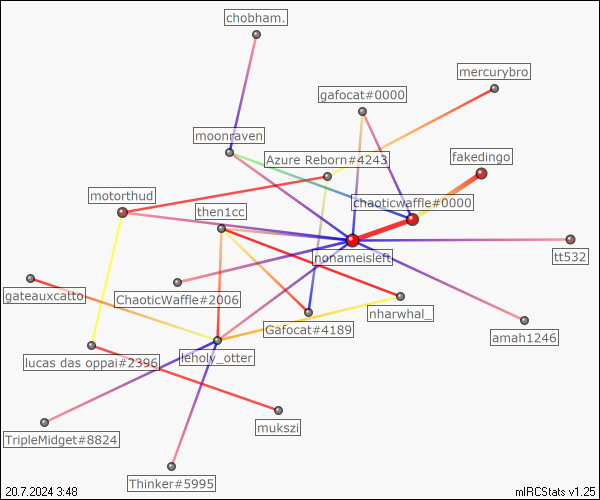 chobham.
mercurybro
gafocat#0000
moonraven
fakedingo
Azure Reborn#4243
motorthud
chaoticwaffle#0000
then1cc
nonameisleft
tt532
gateauxcatto
ChaoticWaffle#2006
nharwhal_
Gafocat#4189
amah1246
lucas das oppai#2396
leholy_otter
mukszi
TripleMidget#8824
Thinker#5995
20.7.2024 3:48
mIRCStats v1.25